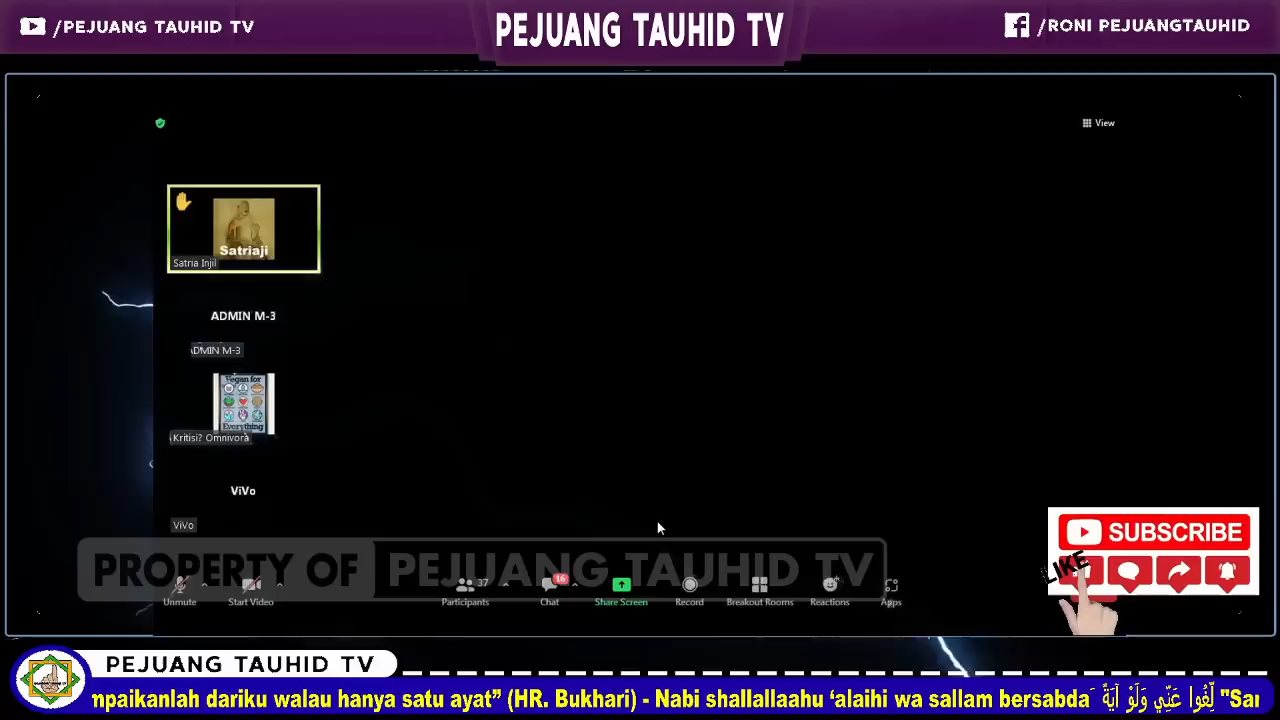 /PEJUANG TAUHID TV
PEJUANG TAUHID TV
/RONI PEJUANGTAUHID
View
Satriaji
Satria Injil
ADMIN M-3
ADMIN M-3
Vegan for
Everything
Kritisi? Omnivora
ViVo
ViVo
SUBSCRIBE
LIKE
PROPERTY OF PEJUANG TAUHID TV
Unmute
Start Video
37
Participants
16
Chat
Share Screen
Record
Breakout Rooms
Reactions
Apps
PEJUANG TAUHID TV
mpaikanlah dariku walau hanya satu ayat” (HR. Bukhari) - Nabi shallallaahu ‘alaihi wa sallam bersabda لِّغُوا عَنِّي وَلَوْ آيَةً "Sar